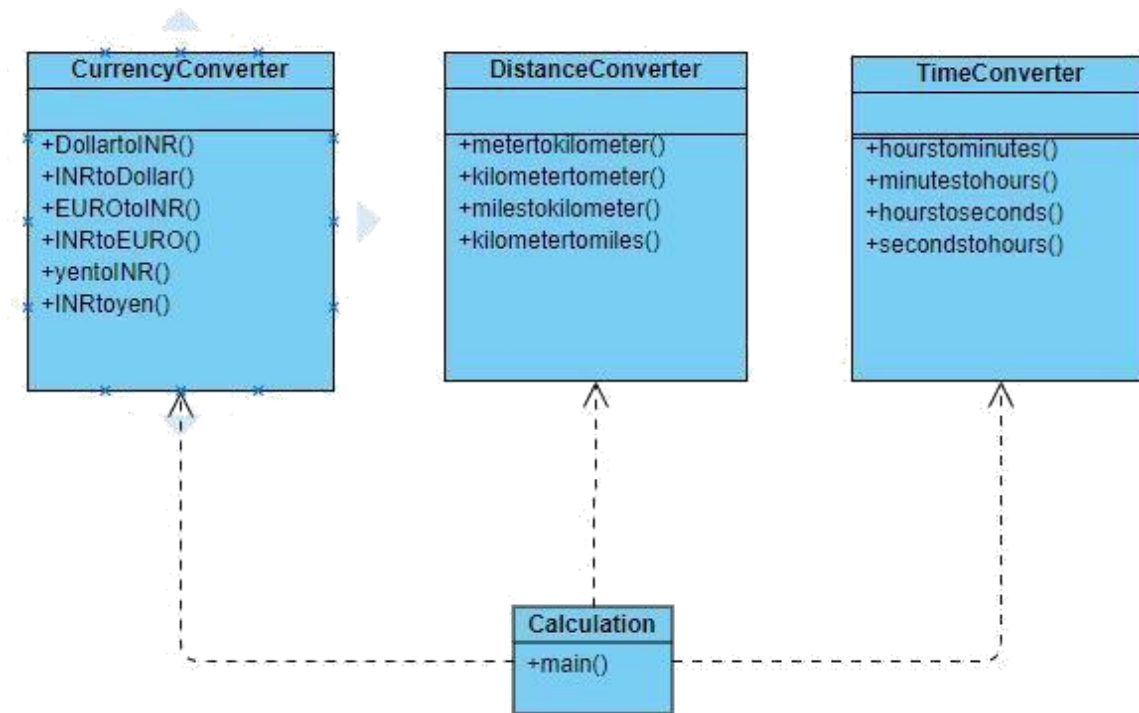 CurrencyConverter
+DollartoINR()
+INRtoDollar()
+EUROtoINR()
+INRtoEURO()
+yentoINR()
+INRtoyen()
DistanceConverter
+metertokilometer()
+kilometertometer()
+milestokilometer()
+kilometertomiles()
TimeConverter
+hourstominutes()
+minutestohours()
+hourstoseconds()
+secondstohours()
Calculation
+main()